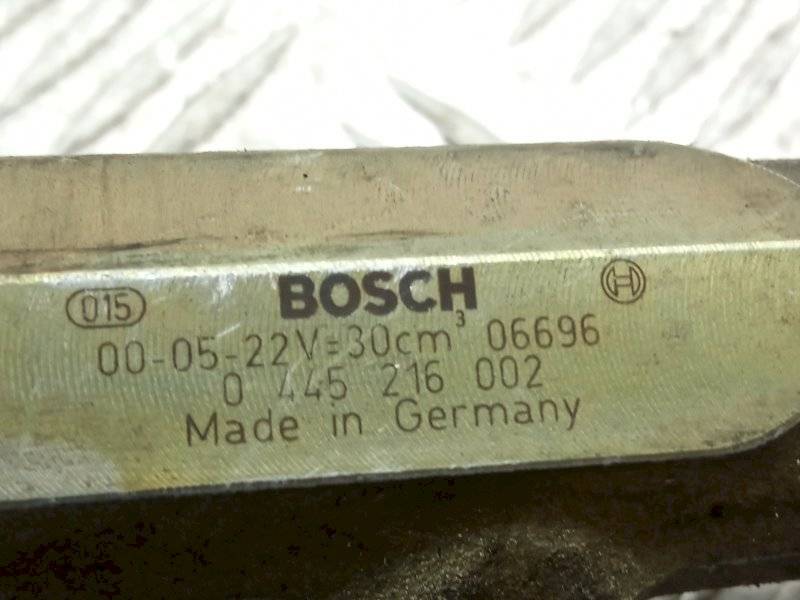 015 BOSCH
00-05-22V=30cm³ 06696
0 445 216 002
Made in Germany